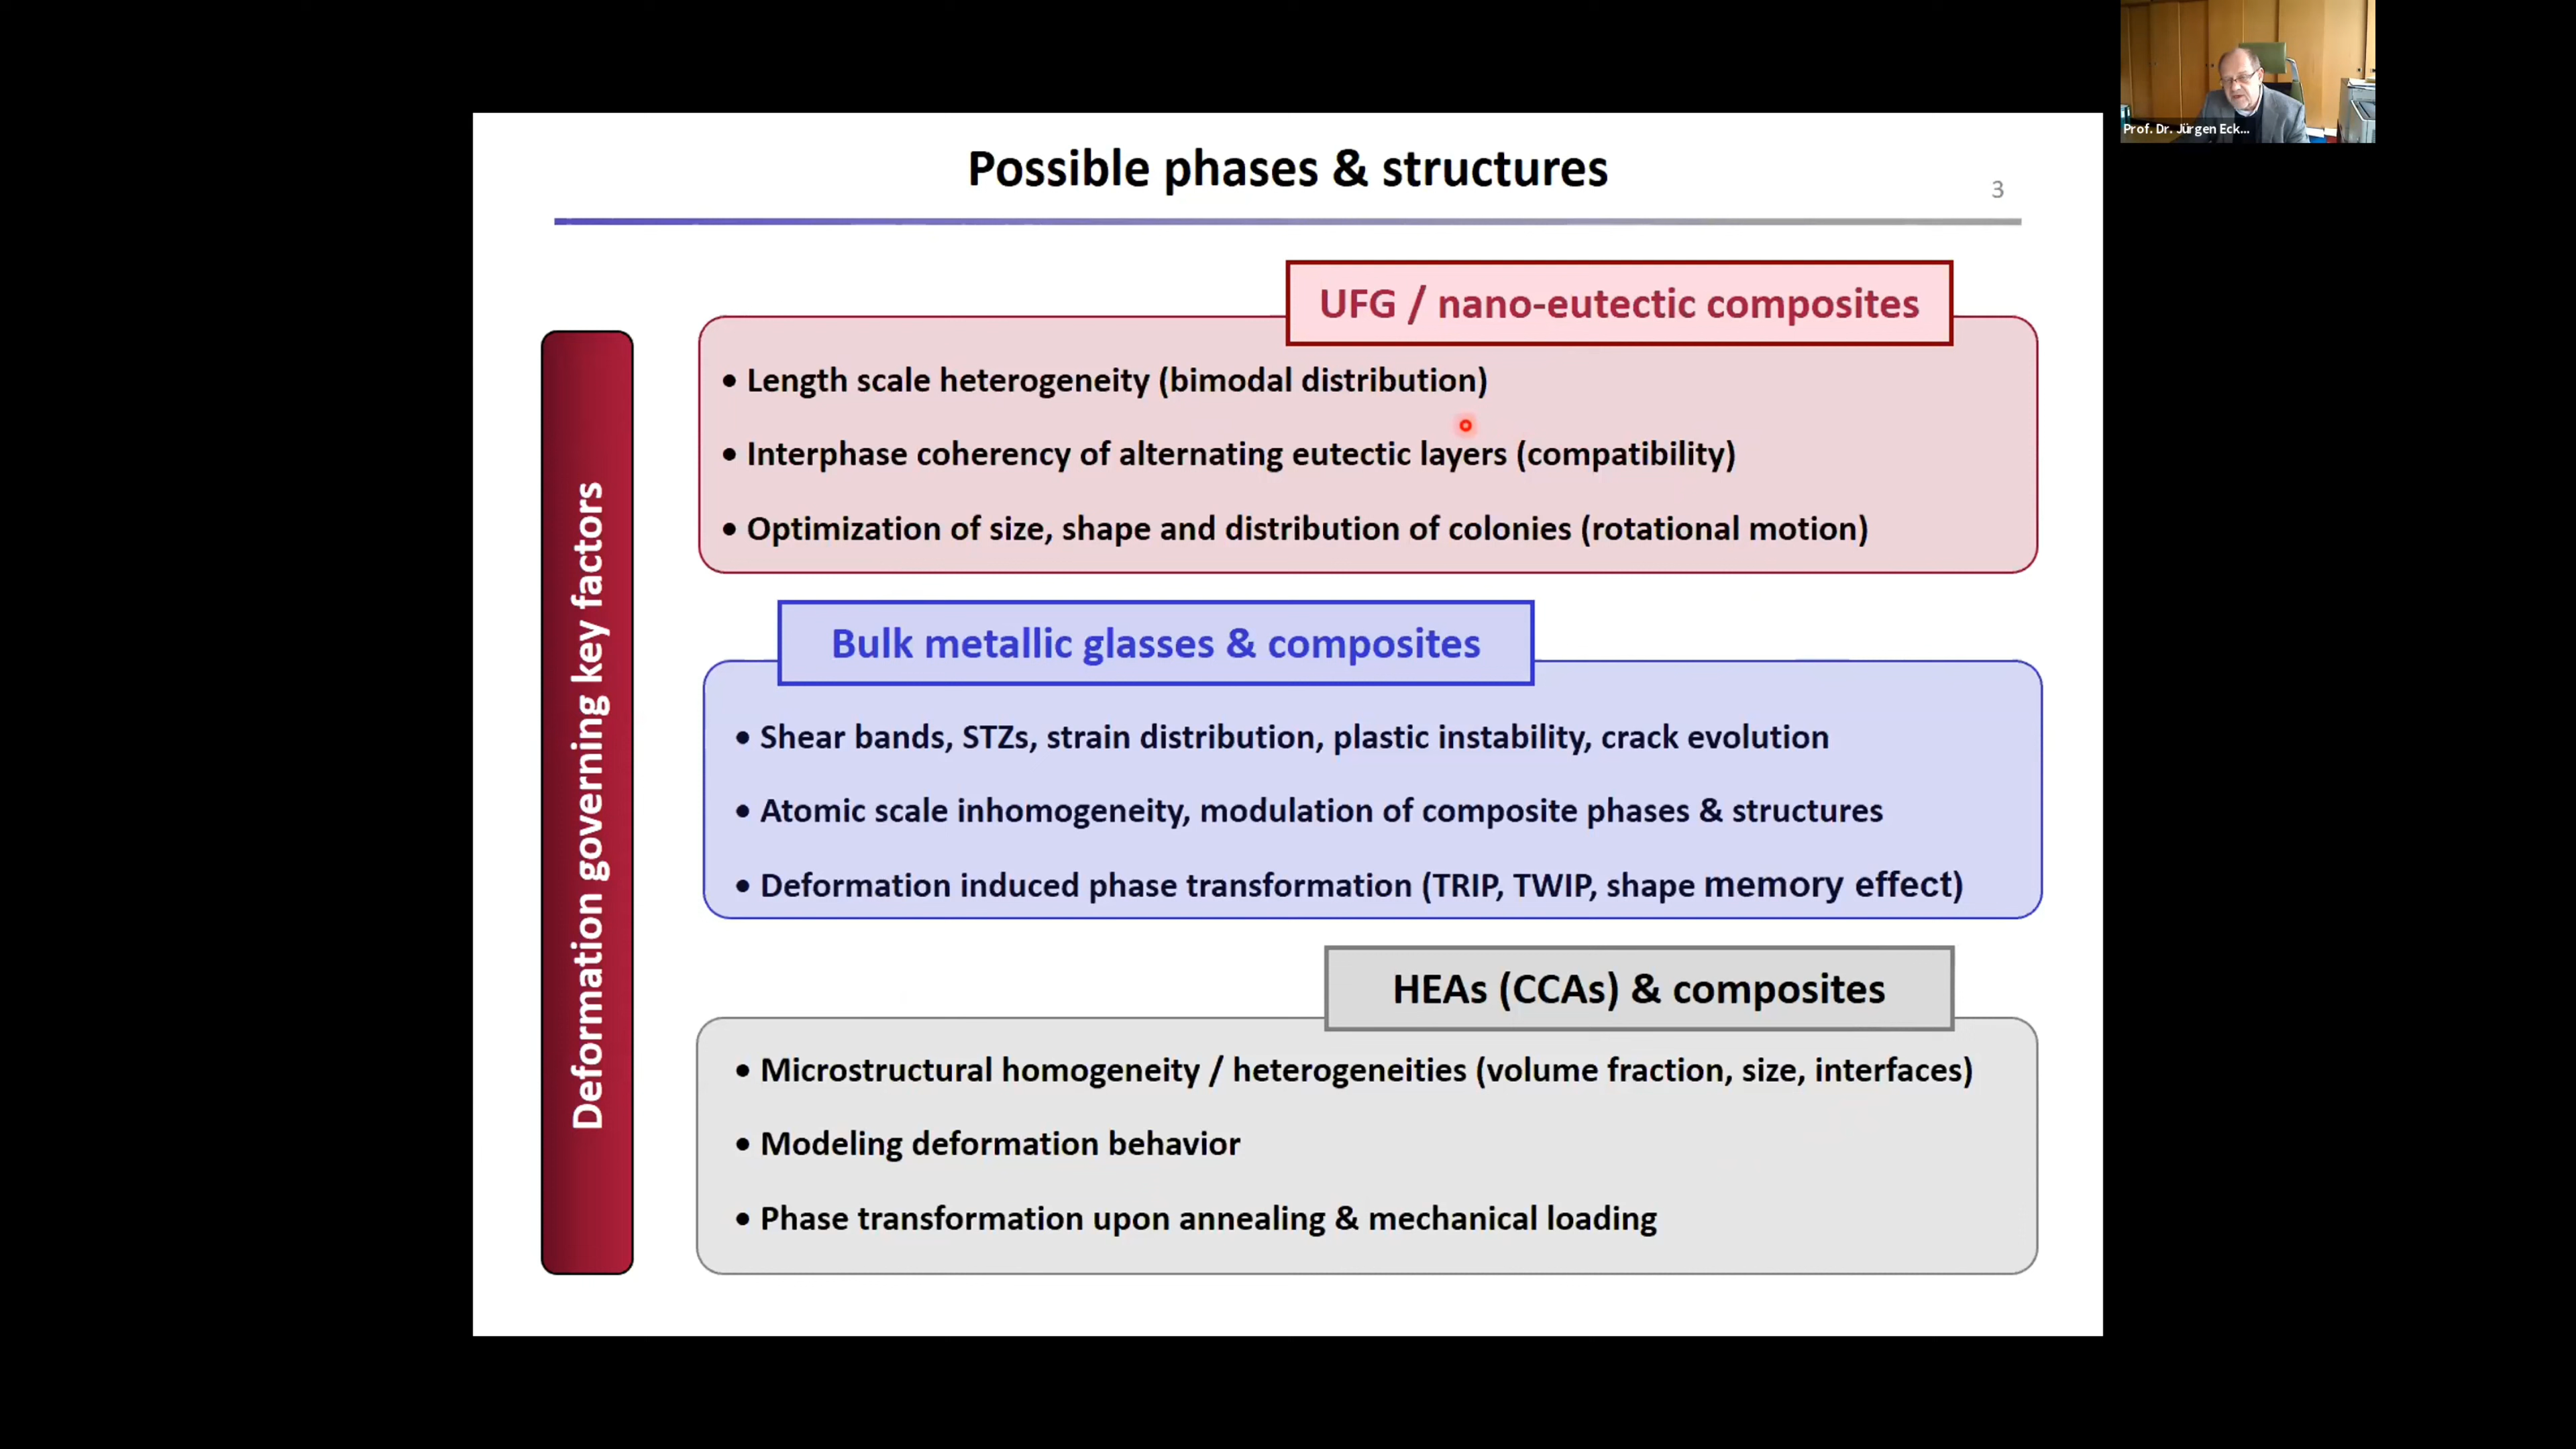 Prof. Dr. Jürgen Eck...
Possible phases & structures
3
Deformation governing key factors
UFG / nano-eutectic composites
• Length scale heterogeneity (bimodal distribution)
• Interphase coherency of alternating eutectic layers (compatibility)
• Optimization of size, shape and distribution of colonies (rotational motion)
Bulk metallic glasses & composites
• Shear bands, STZs, strain distribution, plastic instability, crack evolution
• Atomic scale inhomogeneity, modulation of composite phases & structures
• Deformation induced phase transformation (TRIP, TWIP, shape memory effect)
HEAs (CCAs) & composites
• Microstructural homogeneity / heterogeneities (volume fraction, size, interfaces)
• Modeling deformation behavior
• Phase transformation upon annealing & mechanical loading